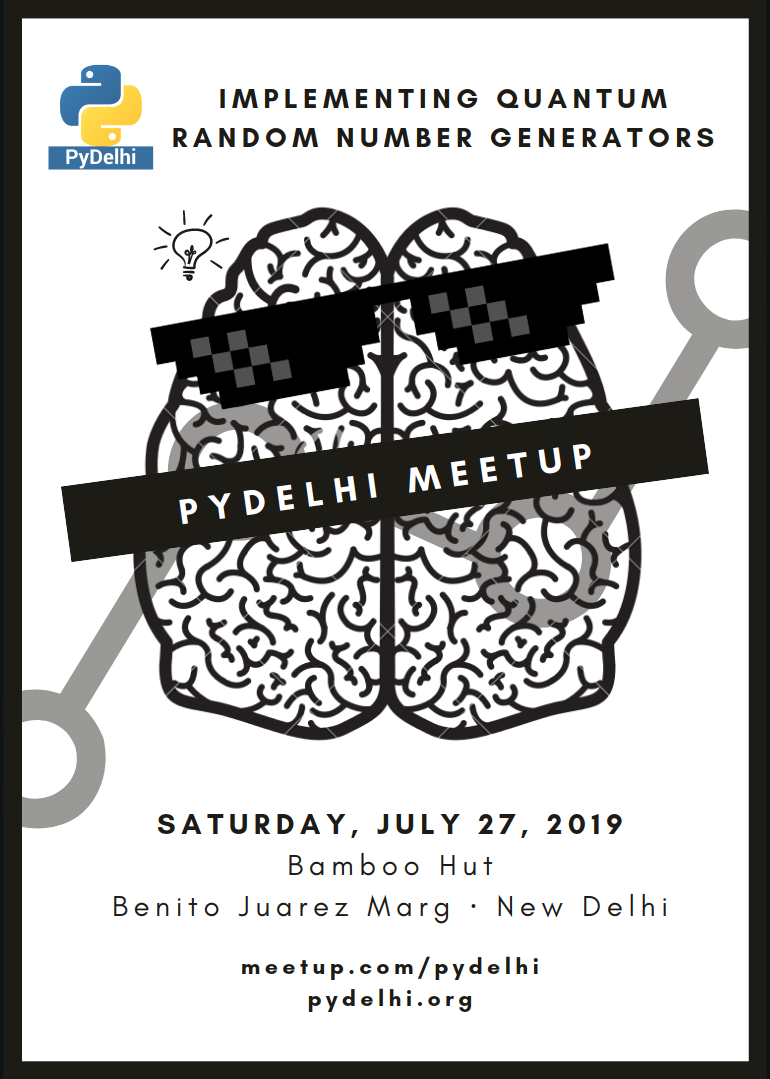 IMPLEMENTING QUANTUM
RANDOM NUMBER GENERATORS
PyDelhi
PYDELHI MEETUP
SATURDAY, JULY 27, 2019
Bamboo Hut
Benito Juarez Marg · New Delhi
meetup.com/pydelhi
pydelhi.org